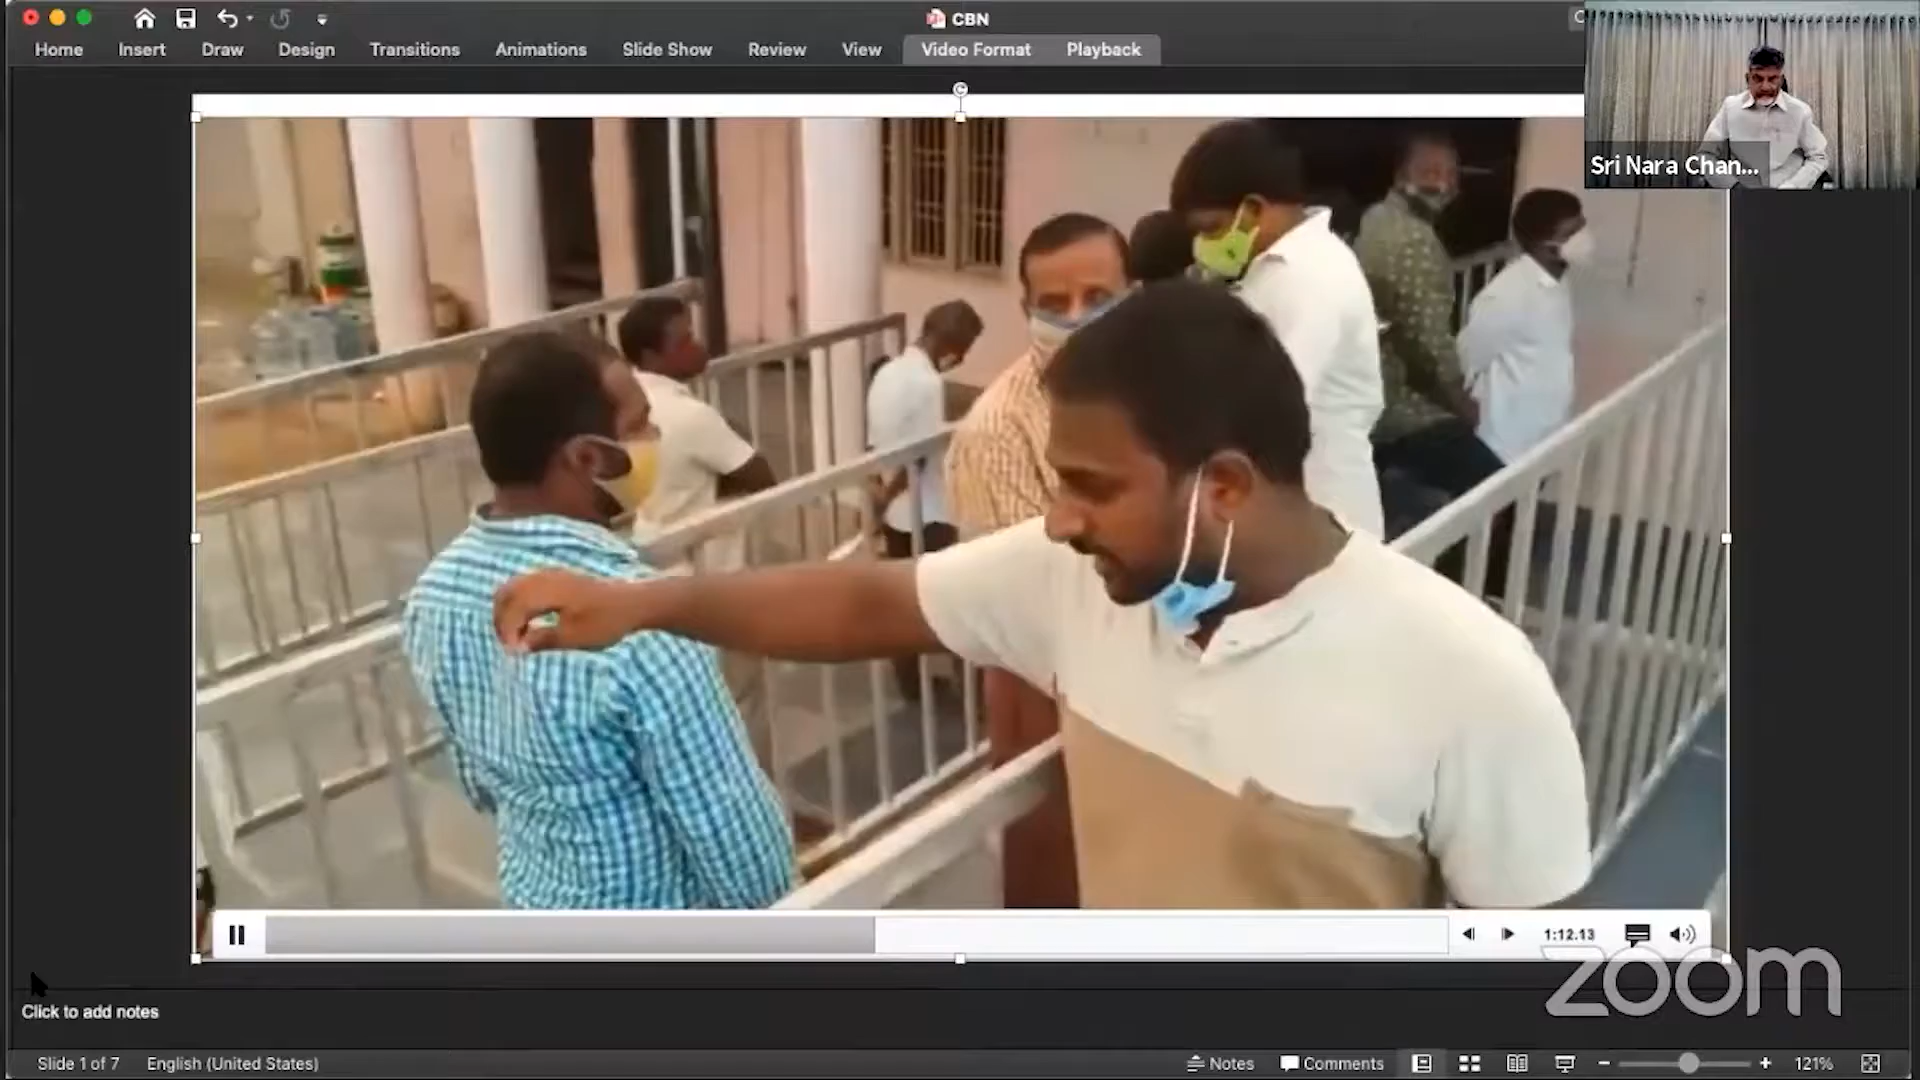 CBN
Home Insert Draw Design Transitions Animations Slide Show Review View Video Format Playback
Sri Nara Chan...
1:12.13
zoom
Click to add notes
Slide 1 of 7 English (United States) Notes Comments 121%